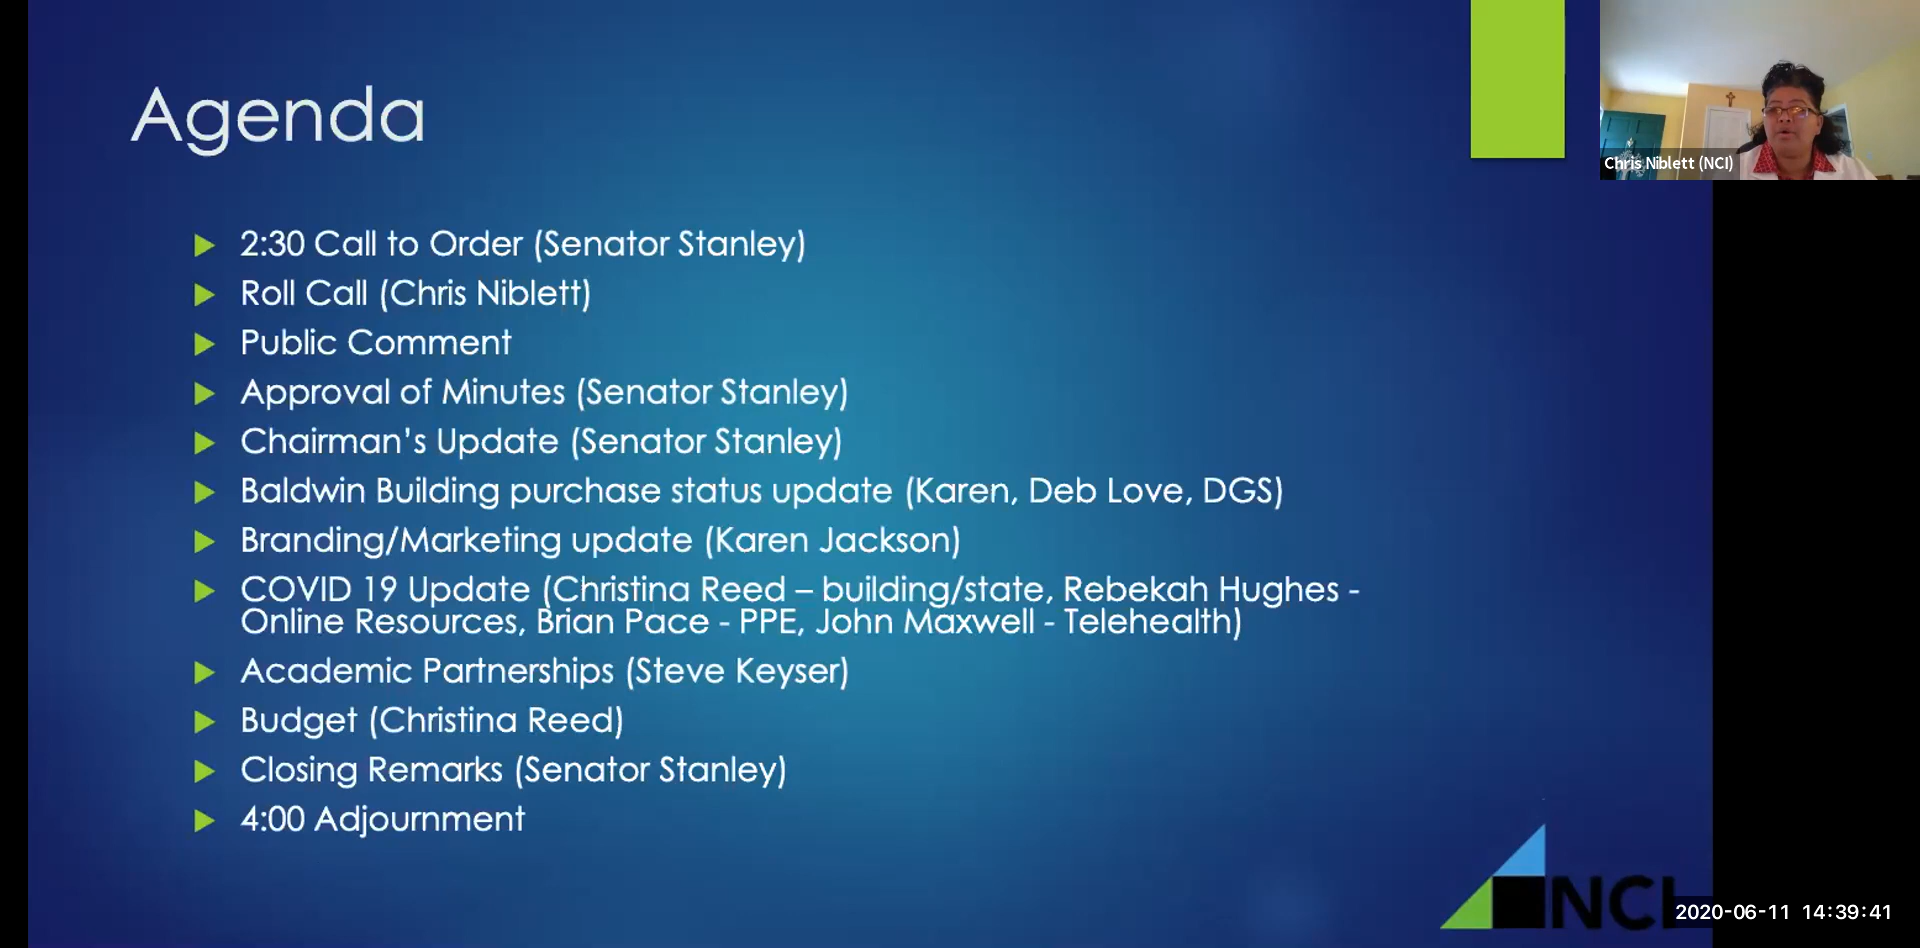 Agenda
2:30 Call to Order (Senator Stanley)
Roll Call (Chris Niblett)
Public Comment
Approval of Minutes (Senator Stanley)
Chairman's Update (Senator Stanley)
Baldwin Building purchase status update (Karen, Deb Love, DGS)
Branding/Marketing update (Karen Jackson)
COVID 19 Update (Christina Reed – building/state, Rebekah Hughes -
Online Resources, Brian Pace - PPE, John Maxwell - Telehealth)
Academic Partnerships (Steve Keyser)
Budget (Christina Reed)
Closing Remarks (Senator Stanley)
4:00 Adjournment
Chris Niblett (NCI)
NCI
2020-06-11 14:39:41